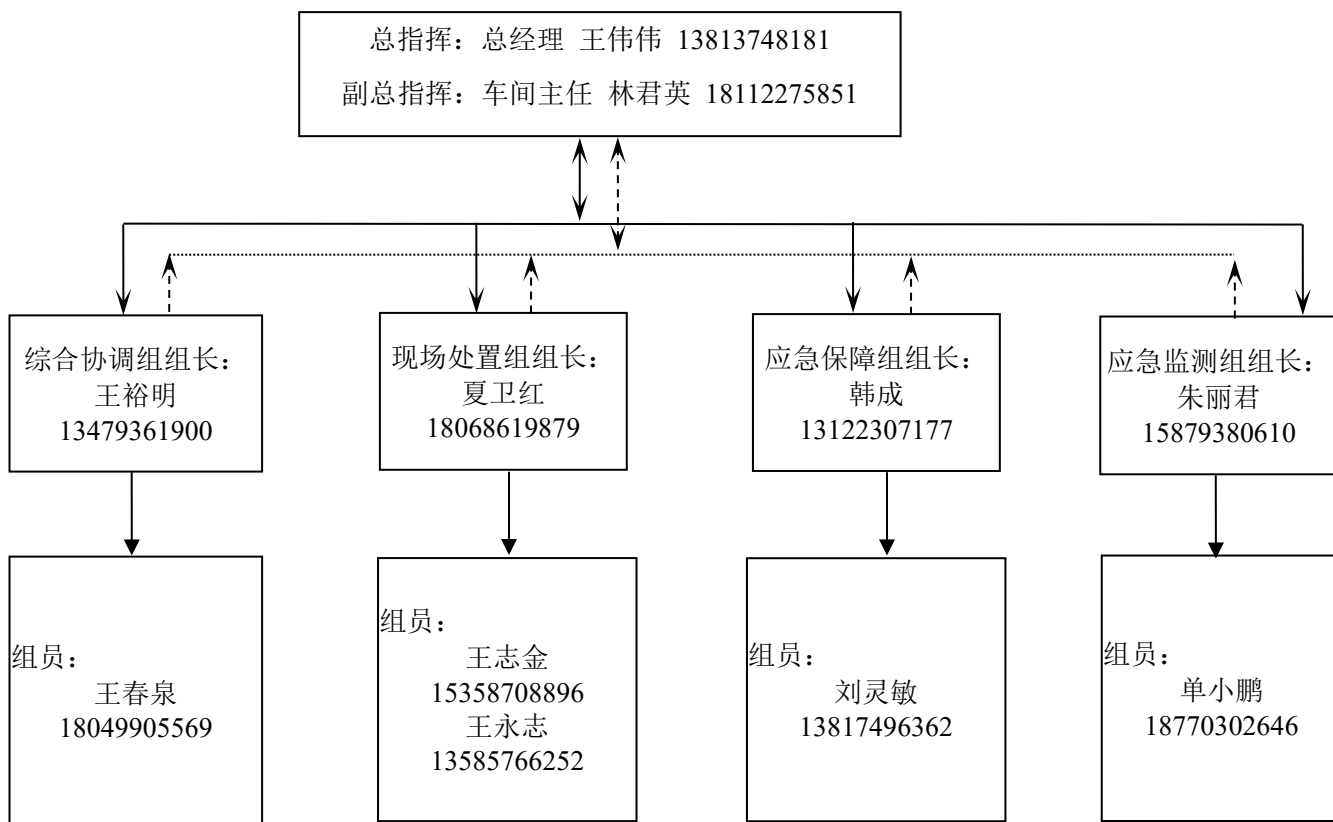 总指挥：总经理 王伟伟 13813748181
副总指挥：车间主任 林君英 18112275851
综合协调组组长：
王裕明
13479361900
现场处置组组长：
夏卫红
18068619879
应急保障组组长：
韩成
13122307177
应急监测组组长：
朱丽君
15879380610
组员：
王春泉
18049905569
组员：
王志金
15358708896
王永志
13585766252
组员：
刘灵敏
13817496362
组员：
单小鹏
18770302646